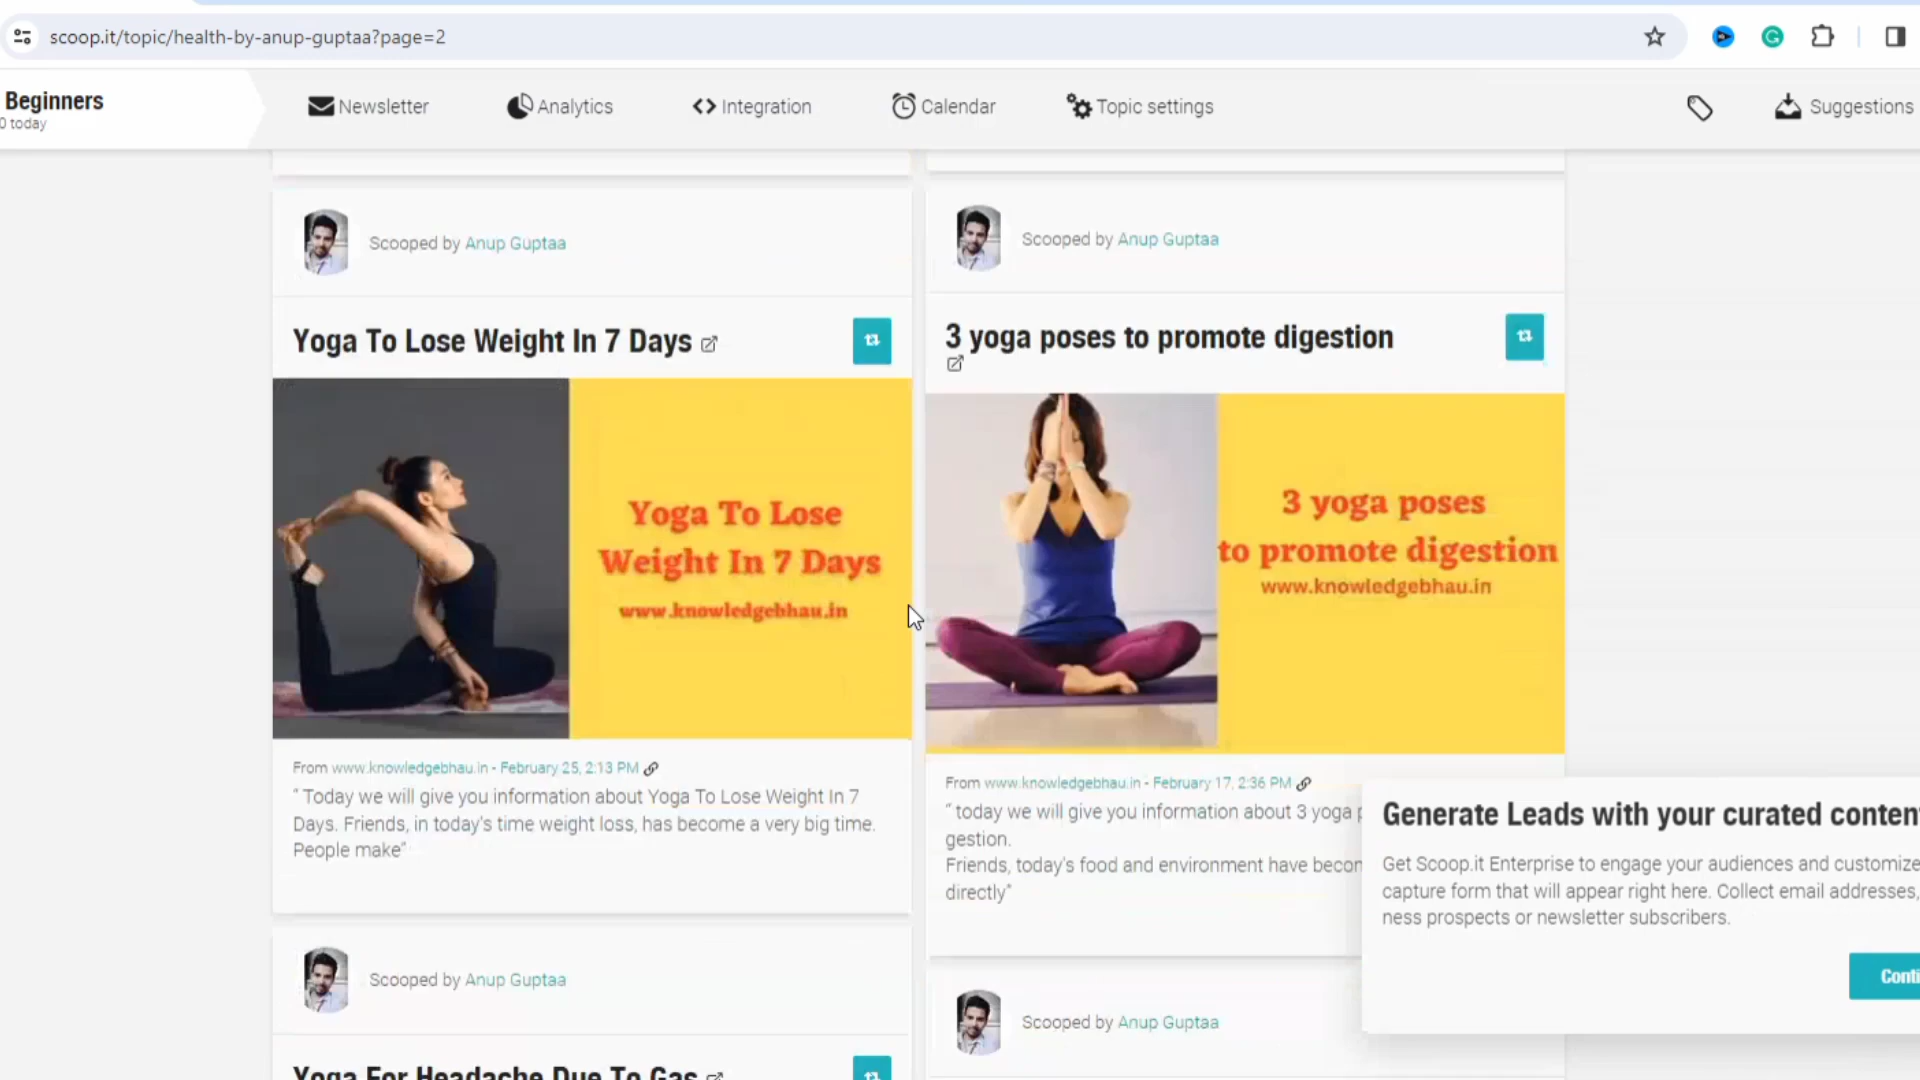 scoop.it/topic/health-by-anup-guptaa?page=2
Beginners
0 today
Newsletter
Analytics
Integration
Calendar
Topic settings
Suggestions
Scooped by Anup Guptaa
Yoga To Lose Weight In 7 Days
Yoga To Lose
Weight In 7 Days
www.knowledgebhau.in
From www.knowledgebhau.in - February 25, 2:13 PM
“ Today we will give you information about Yoga To Lose Weight In 7
Days. Friends, in today's time weight loss, has become a very big time.
People make”
Scooped by Anup Guptaa
Yoga For Headache Due To Gas
Scooped by Anup Guptaa
3 yoga poses to promote digestion
3 yoga poses
to promote digestion
www.knowledgebhau.in
From www.knowledgebhau.in - February 17, 2:36 PM
“ today we will give you information about 3 yoga
gestion.
Friends, today's food and environment have
directly”
Scooped by Anup Guptaa
Generate Leads with your curated conten
Get Scoop.it Enterprise to engage your audiences and customize
capture form that will appear right here. Collect email addresses,
ness prospects or newsletter subscribers.
Conti